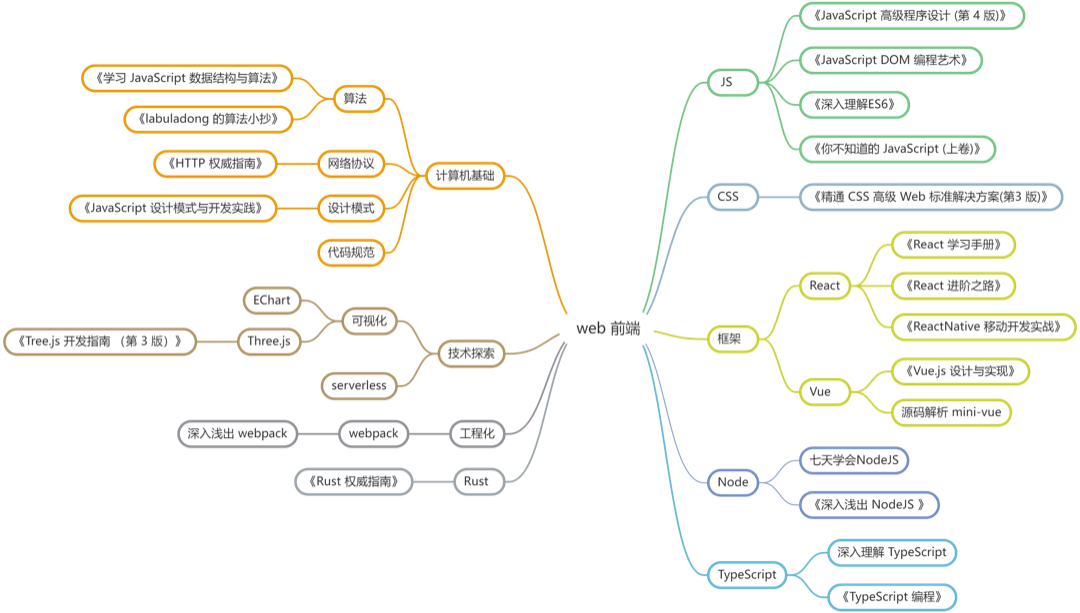 web 前端
JS
《JavaScript 高级程序设计 (第 4 版)》
《JavaScript DOM 编程艺术》
《深入理解ES6》
《你不知道的 JavaScript (上卷)》
CSS
《精通 CSS 高级 Web 标准解决方案(第3 版)》
框架
React
《React 学习手册》
《React 进阶之路》
《ReactNative 移动开发实战》
Vue
《Vue.js 设计与实现》
源码解析 mini-vue
Node
七天学会NodeJS
《深入浅出 NodeJS 》
TypeScript
深入理解 TypeScript
《TypeScript 编程》
计算机基础
算法
《学习 JavaScript 数据结构与算法》
《labuladong 的算法小抄》
网络协议
《HTTP 权威指南》
设计模式
《JavaScript 设计模式与开发实践》
代码规范
技术探索
可视化
EChart
Three.js
《Tree.js 开发指南 （第 3 版）》
serverless
工程化
webpack
深入浅出 webpack
Rust
《Rust 权威指南》